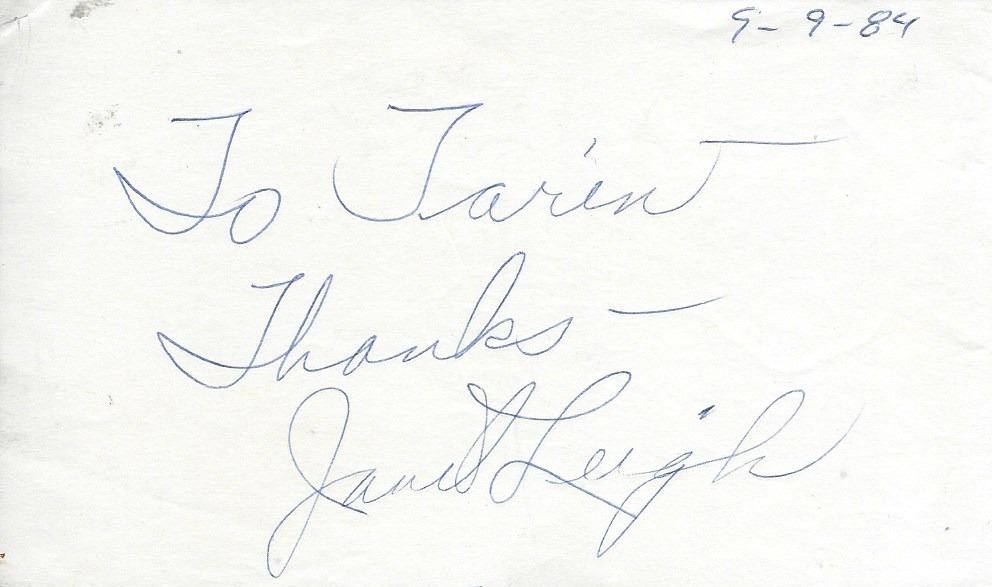 9-9-84
To Tarin —
Thanks —
Janet Leigh